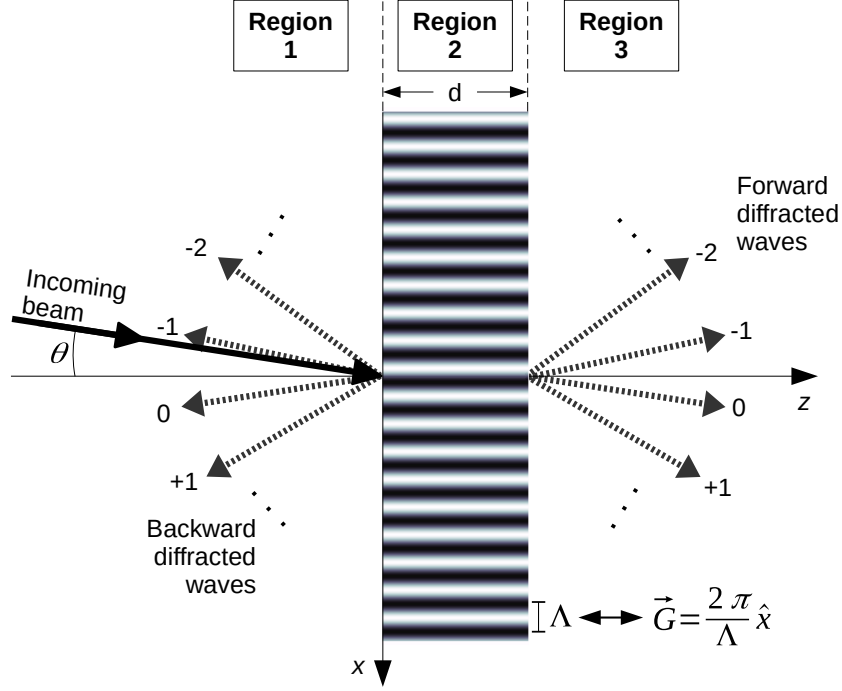 Region
1
Region
2
Region
3
d
Forward
diffracted
waves
-2
-2
Incoming
beam
-1
-1
θ
z
0
0
+1
+1
Backward
diffracted
waves
Λ ↔ G⃗ = 2π/Λ x̂
x